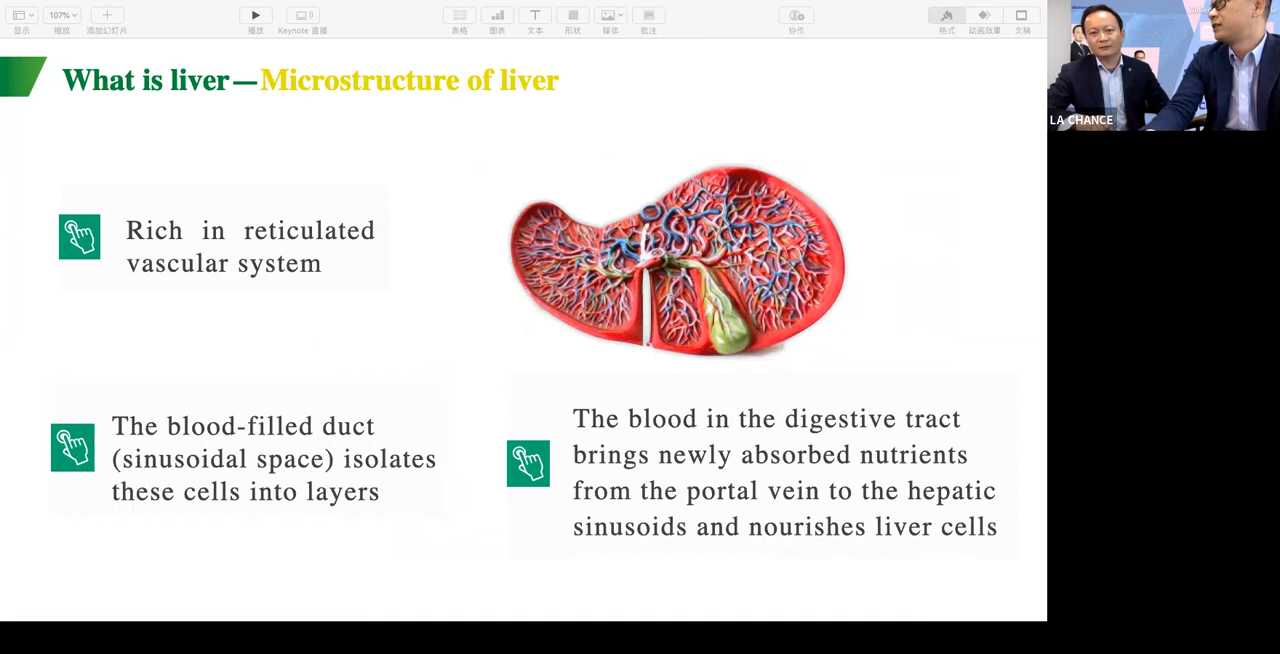 107%
显示
缩放
添加幻灯片
播放
Keynote 直播
表格
图表
文本
形状
媒体
批注
协作
格式
动画效果
文稿
What is liver—Microstructure of liver
LA CHANCE
Rich in reticulated
vascular system
The blood-filled duct
(sinusoidal space) isolates
these cells into layers
The blood in the digestive tract
brings newly absorbed nutrients
from the portal vein to the hepatic
sinusoids and nourishes liver cells